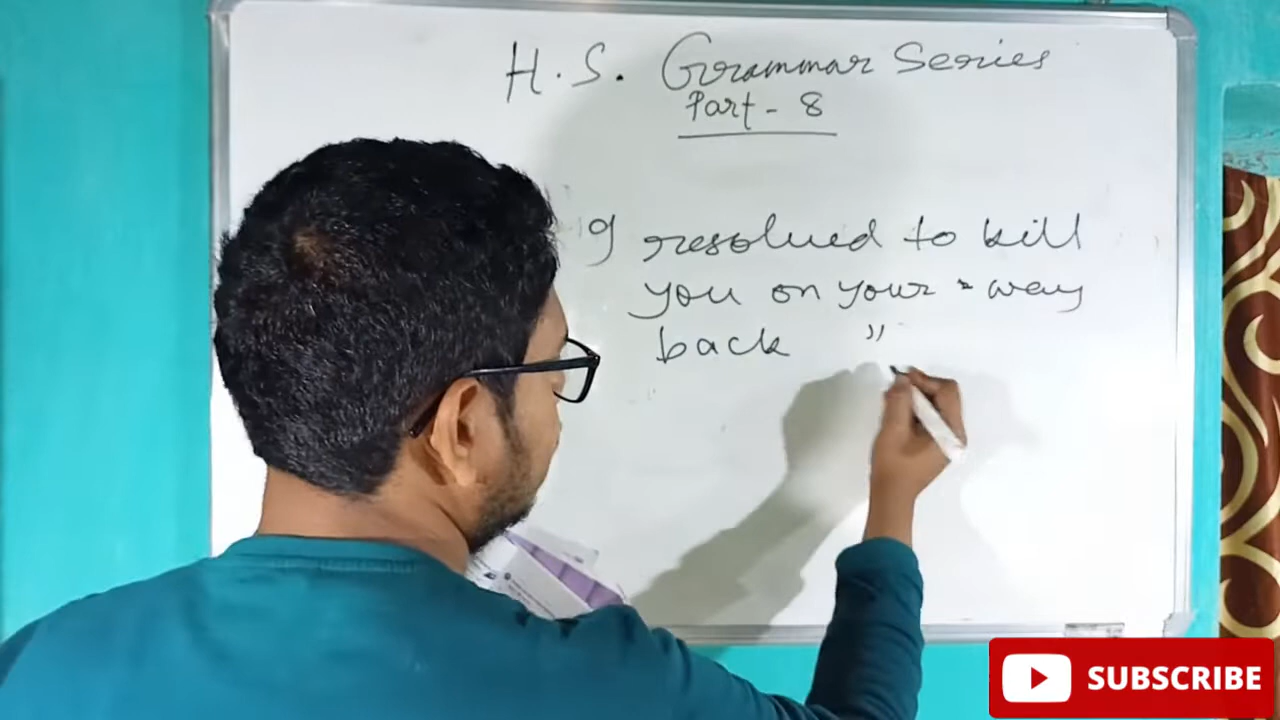 H. S. Grammar Series
Part - 8
I resolved to kill
you on your way
back "
SUBSCRIBE